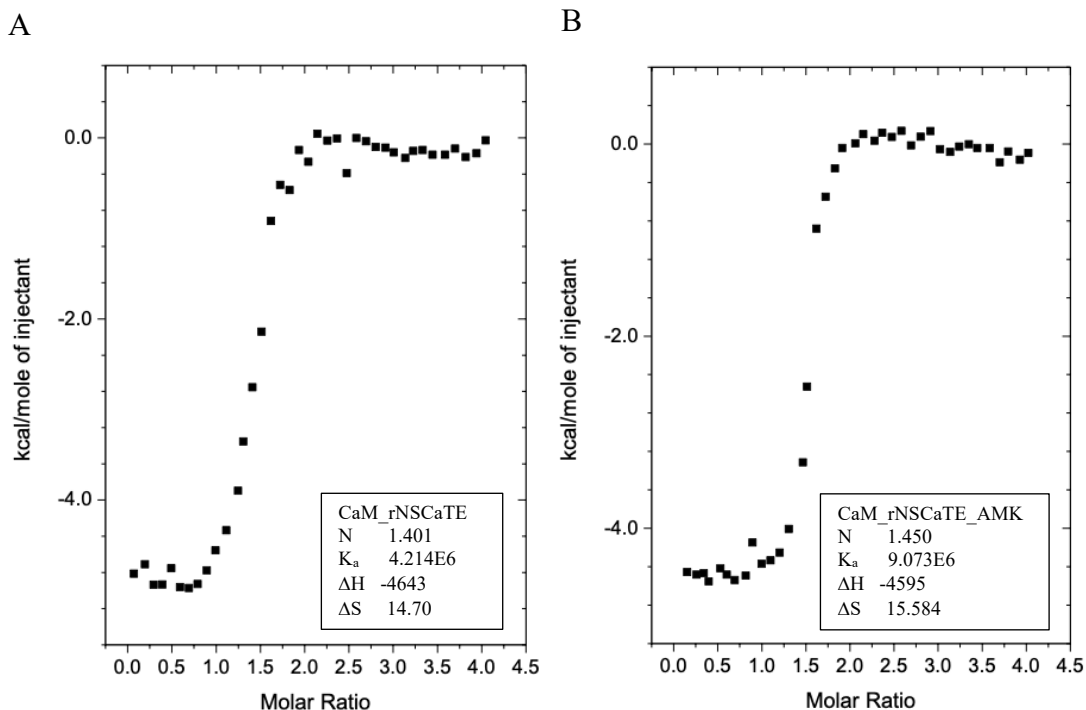 A
0.0
-2.0
-4.0
kcal/mole of injectant
CaM_rNSCaTE
N 1.401
Kₐ 4.214E6
ΔH -4643
ΔS 14.70
0.0 0.5 1.0 1.5 2.0 2.5 3.0 3.5 4.0 4.5
Molar Ratio
B
0.0
-2.0
-4.0
kcal/mole of injectant
CaM_rNSCaTE_AMK
N 1.450
Kₐ 9.073E6
ΔH -4595
ΔS 15.584
0.0 0.5 1.0 1.5 2.0 2.5 3.0 3.5 4.0 4.5
Molar Ratio